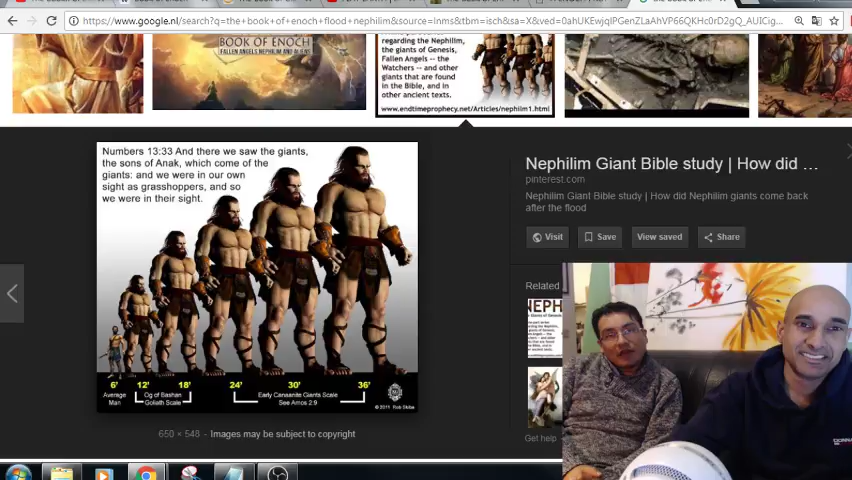 https://www.google.nl/search?q=the+book+of+enoch+flood+nephilim&source=lnms&tbm=isch&sa=X&ved=
BOOK OF ENOCH
FALLEN ANGELS NEPHILIM AND ALIENS
regarding the Nephilim,
the giants of Genesis,
Fallen Angels -- the
Watchers -- and other
giants that are found
in the Bible, and in
other ancient texts.
www.endtimeprophecy.net/Articles/nephilm1.html
Numbers 13:33 And there we saw the giants,
the sons of Anak, which come of the
giants: and we were in our own
sight as grasshoppers, and so
we were in their sight.
6' 12' 18' 24' 30' 36'
Average
Man
Og of Bashan
Goliath Scale
Early Canaanite Giants Scale
See Amos 2:9
© 2011 Rob Skiba
650 × 548 - Images may be subject to copyright
Nephilim Giant Bible study | How did ...
pinterest.com
Nephilim Giant Bible study | How did Nephilim giants come back
after the flood
Visit Save View saved Share
Related
NEPH
Get help